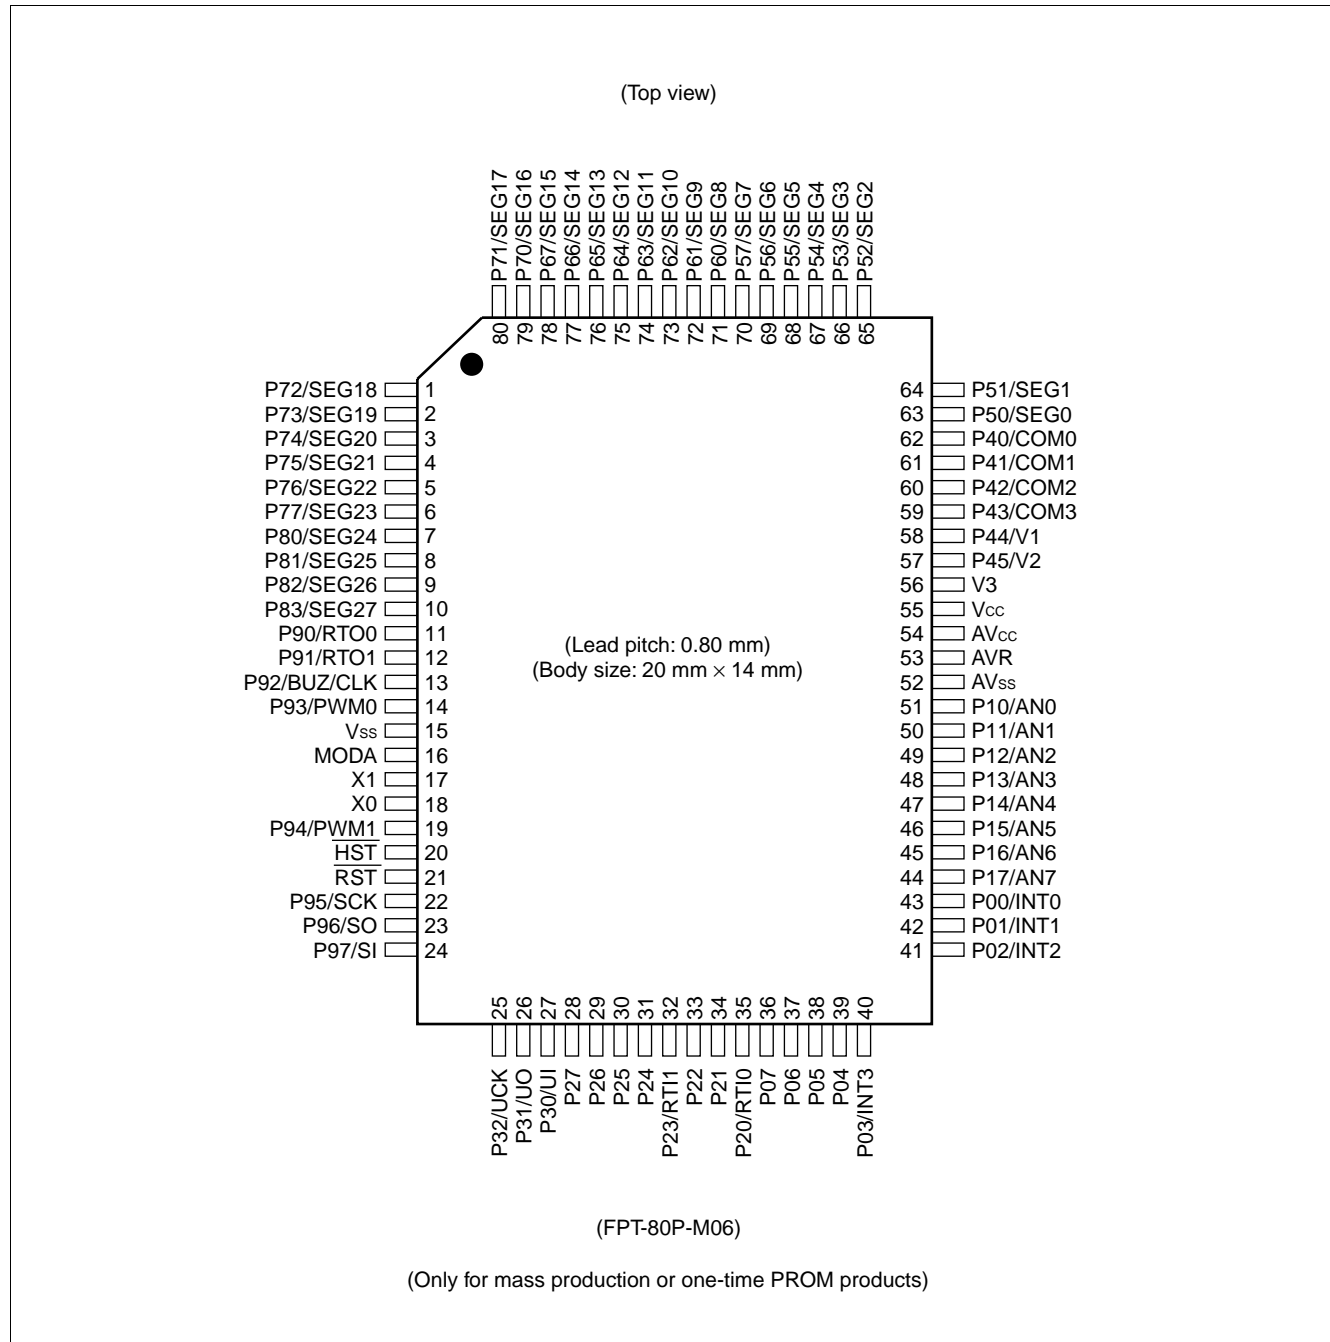 (Top view)
P71/SEG17
P70/SEG16
P67/SEG15
P66/SEG14
P65/SEG13
P64/SEG12
P63/SEG11
P62/SEG10
P61/SEG9
P60/SEG8
P57/SEG7
P56/SEG6
P55/SEG5
P54/SEG4
P53/SEG3
P52/SEG2
80
79
78
77
76
75
74
73
72
71
70
69
68
67
66
65
P72/SEG18 1
P73/SEG19 2
P74/SEG20 3
P75/SEG21 4
P76/SEG22 5
P77/SEG23 6
P80/SEG24 7
P81/SEG25 8
P82/SEG26 9
P83/SEG27 10
P90/RTO0 11
P91/RTO1 12
P92/BUZ/CLK 13
P93/PWM0 14
Vss 15
MODA 16
X1 17
X0 18
P94/PWM1 19
HST 20
RST 21
P95/SCK 22
P96/SO 23
P97/SI 24
(Lead pitch: 0.80 mm)
(Body size: 20 mm × 14 mm)
64 P51/SEG1
63 P50/SEG0
62 P40/COM0
61 P41/COM1
60 P42/COM2
59 P43/COM3
58 P44/V1
57 P45/V2
56 V3
55 Vcc
54 AVcc
53 AVR
52 AVss
51 P10/AN0
50 P11/AN1
49 P12/AN2
48 P13/AN3
47 P14/AN4
46 P15/AN5
45 P16/AN6
44 P17/AN7
43 P00/INT0
42 P01/INT1
41 P02/INT2
25
26
27
28
29
30
31
32
33
34
35
36
37
38
39
40
P32/UCK
P31/UO
P30/UI
P27
P26
P25
P24
P23/RTI1
P22
P21
P20/RTI0
P07
P06
P05
P04
P03/INT3
(FPT-80P-M06)
(Only for mass production or one-time PROM products)